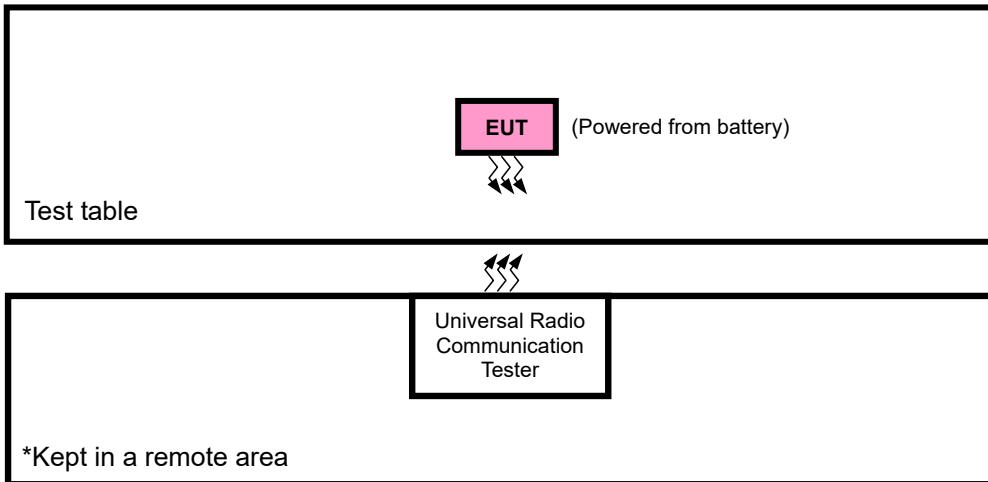 EUT
(Powered from battery)
Test table
Universal Radio
Communication
Tester
*Kept in a remote area